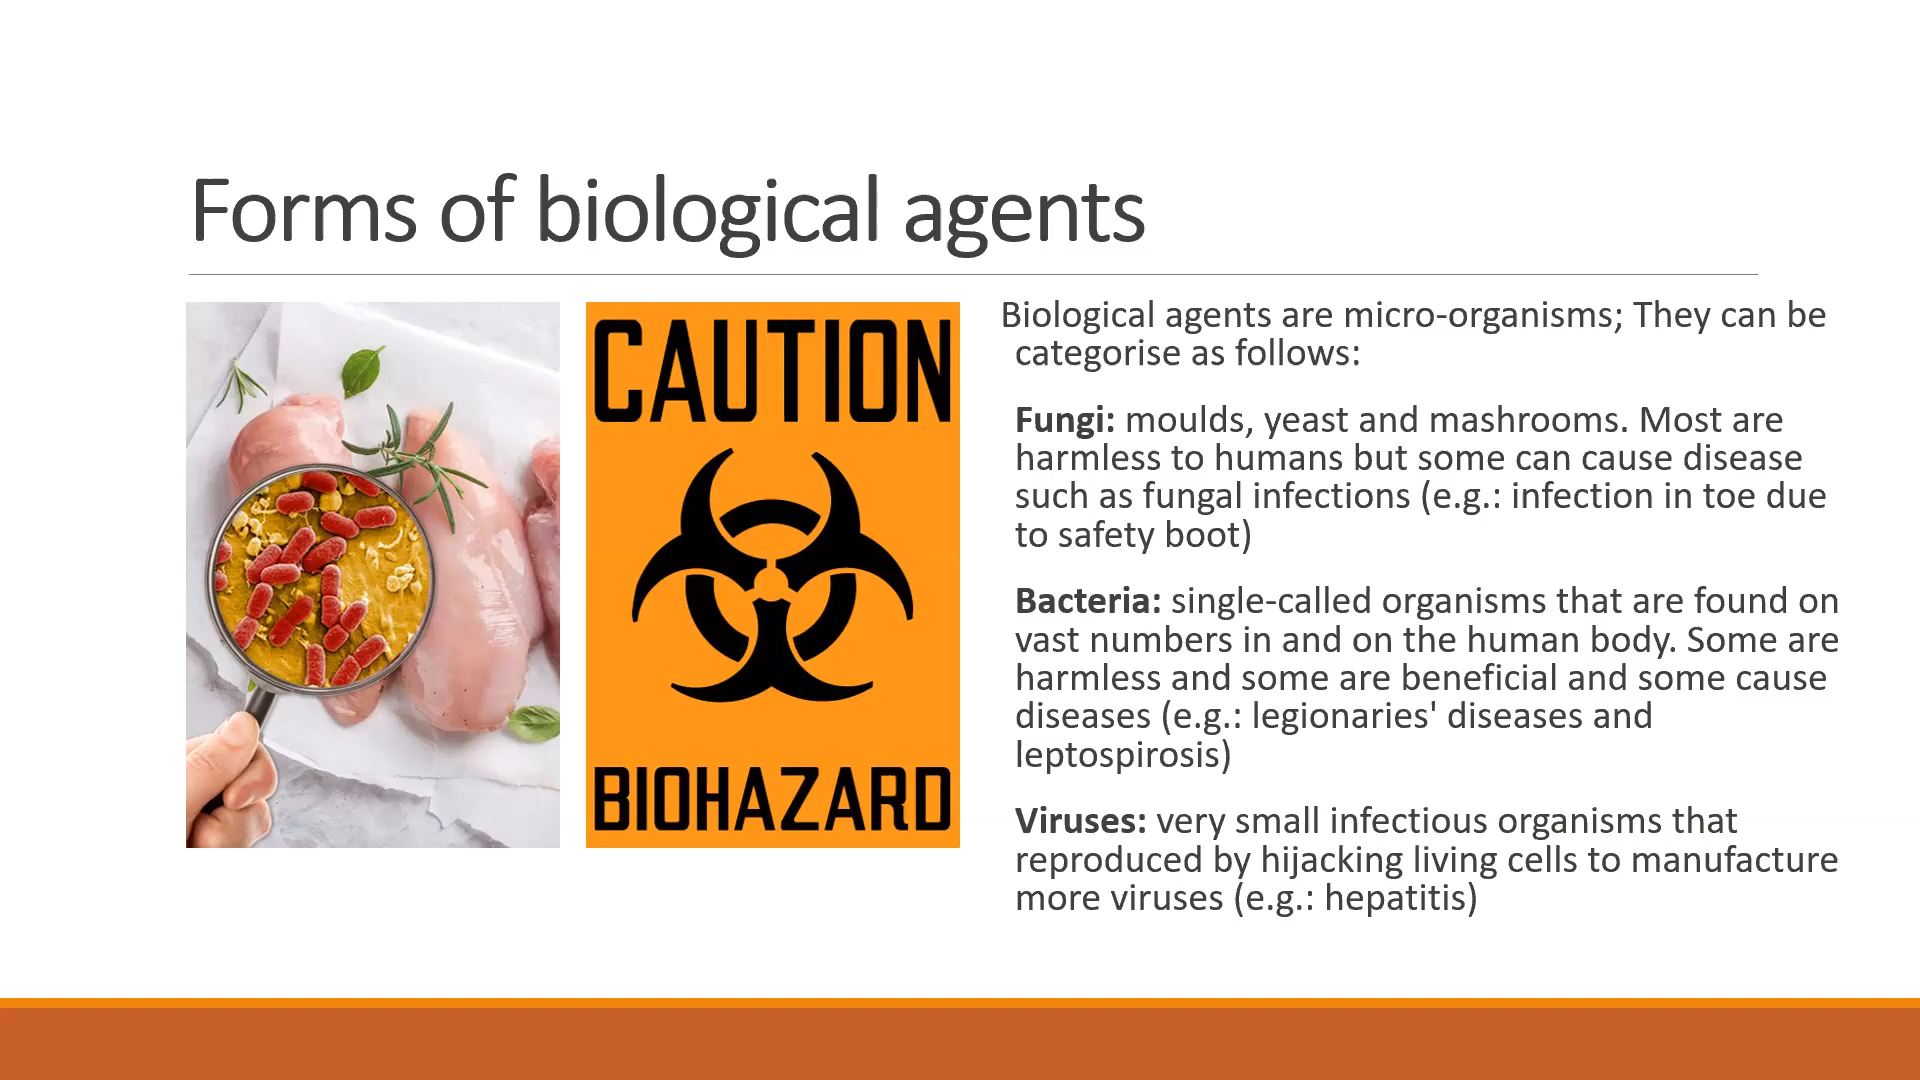 Forms of biological agents
CAUTION
BIOHAZARD
Biological agents are micro-organisms; They can be
categorise as follows:
Fungi: moulds, yeast and mashrooms. Most are
harmless to humans but some can cause disease
such as fungal infections (e.g.: infection in toe due
to safety boot)
Bacteria: single-called organisms that are found on
vast numbers in and on the human body. Some are
harmless and some are beneficial and some cause
diseases (e.g.: legionaries' diseases and
leptospirosis)
Viruses: very small infectious organisms that
reproduced by hijacking living cells to manufacture
more viruses (e.g.: hepatitis)